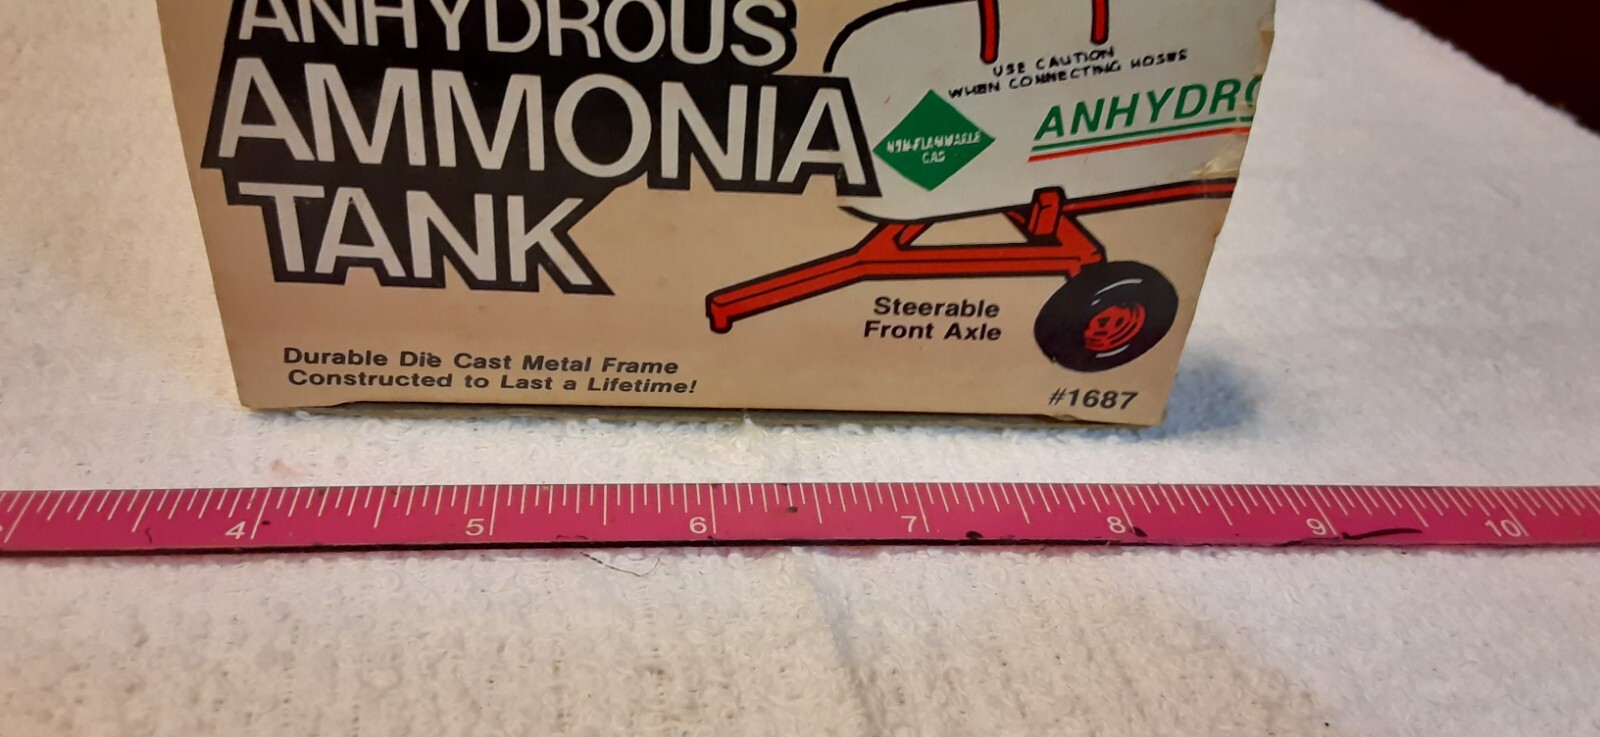 ANHYDROUS
AMMONIA
TANK
USE CAUTION
WHEN CONNECTING HOSES
NON-FLAMMABLE
GAS
ANHYDRO
Steerable
Front Axle
Durable Die Cast Metal Frame
Constructed to Last a Lifetime!
#1687
4 5 6 7 8 9 10